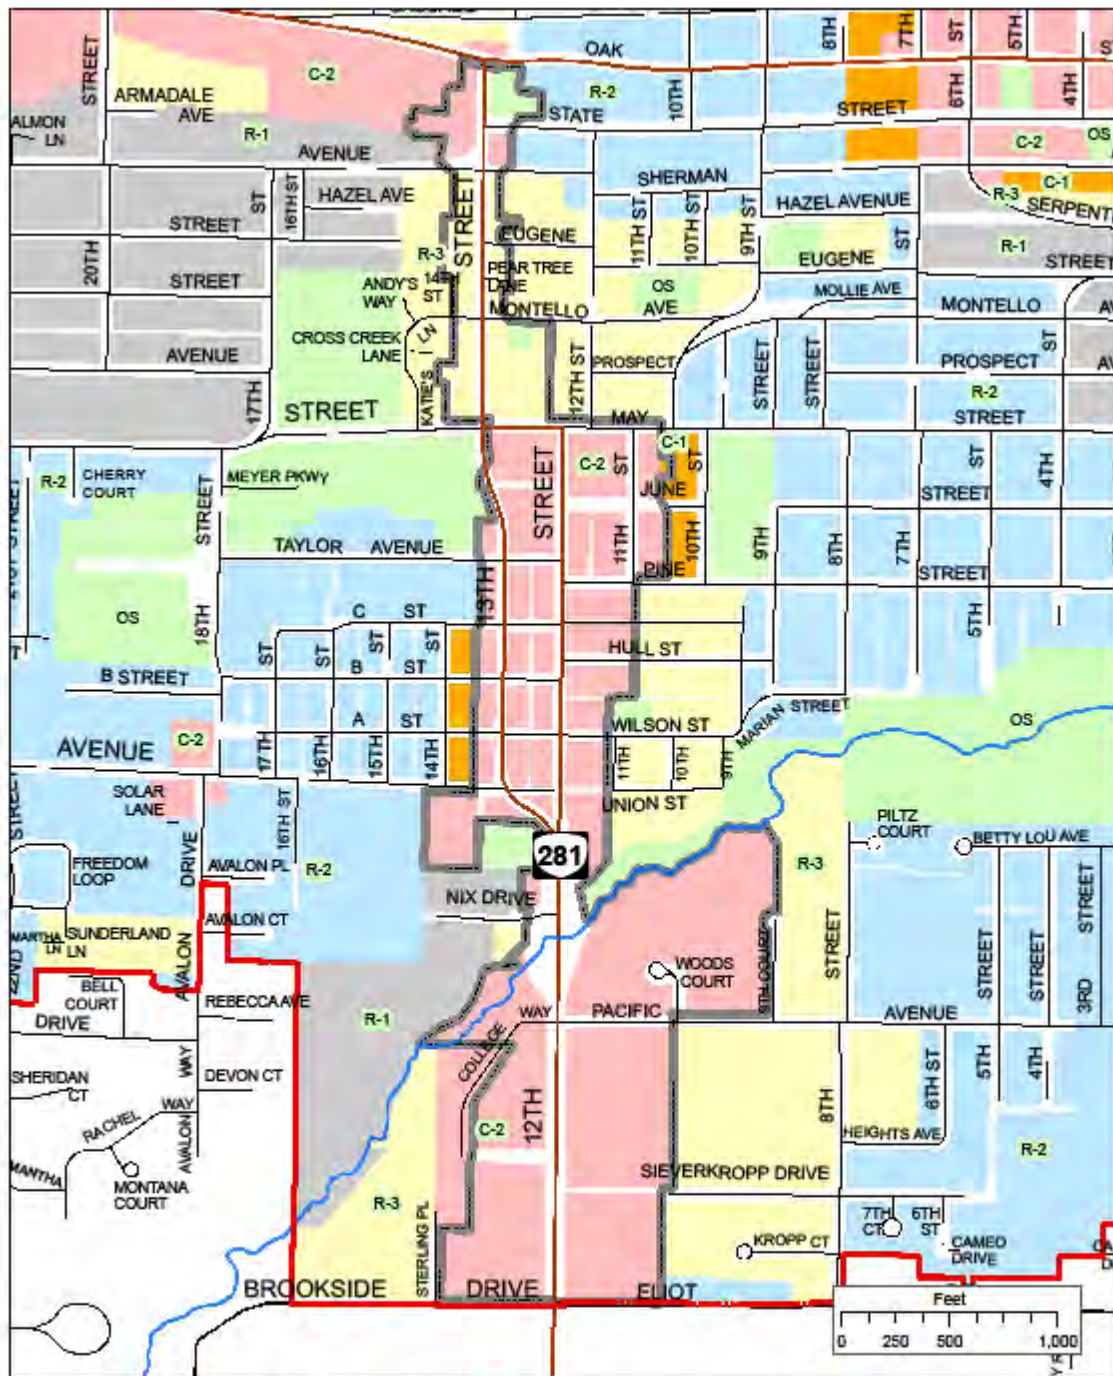 OAK
8TH
7TH
ST
5TH
C-2
R-2
STREET
ARMADALE
AVE
STATE
10TH
STREET
6TH
4TH
ALMON
LN
R-1
AVENUE
C-2
OS
SHERMAN
C-1
R-3
SERPENT
16TH ST
HAZEL AVE
HAZEL AVENUE
ST
STREET
STREET
EUGENE
11TH ST
10TH ST
9TH ST
ST
R-1
20TH
R-3
EUGENE
STREET
STREET
14TH
ST
PEAR TREE
LANE
OS
AVE
MOLLIE AVE
ANDY'S
WAY
MONTELLO
MONTELLO
CROSS CREEK
LANE
LN
KATIE'S
AVENUE
12TH ST
PROSPECT
STREET
STREET
PROSPECT
ST
R-2
17TH
STREET
MAY
STREET
C-1
R-2
CHERRY
COURT
STREET
MEYER PKWY
STREET
C-2
ST
ST
JUNE
ST
4TH
STREET
21ST STREET
TAYLOR AVENUE
11TH
10TH
9TH
8TH
7TH
PINE
STREET
OS
18TH
13TH
C ST
5TH
ST
ST
ST
ST
HULL ST
B ST
B STREET
MARIAN STREET
A ST
WILSON ST
OS
C-2
AVENUE
17TH
16TH
15TH
14TH
11TH
10TH
9TH
STREET
SOLAR
LANE
16TH ST
UNION ST
PILTZ
COURT
BETTY LOU AVE
281
R-3
FREEDOM
LOOP
DRIVE
AVALON PL
R-2
NIX DRIVE
AVALON CT
MARTHA
LN
SUNDERLAND
LN
22ND
AVALON
STREET
9TH COURT
STREET
STREET
STREET
3RD
WOODS
COURT
BELL
COURT
REBECCA AVE
DRIVE
R-1
WAY
PACIFIC
AVENUE
COLLEGE
WAY
SHERIDAN
CT
DEVON CT
6TH ST
5TH
4TH
RACHEL
WAY
AVALON
12TH
8TH
C-2
HEIGHTS AVE
R-2
MARTHA
MONTANA
COURT
SIEVERKROPP DRIVE
R-3
STERLING PL
7TH
CT
6TH
ST
KROPP CT
CAMEO
DRIVE
BROOKSIDE
DRIVE
ELIOT
Feet
0 250 500 1,000